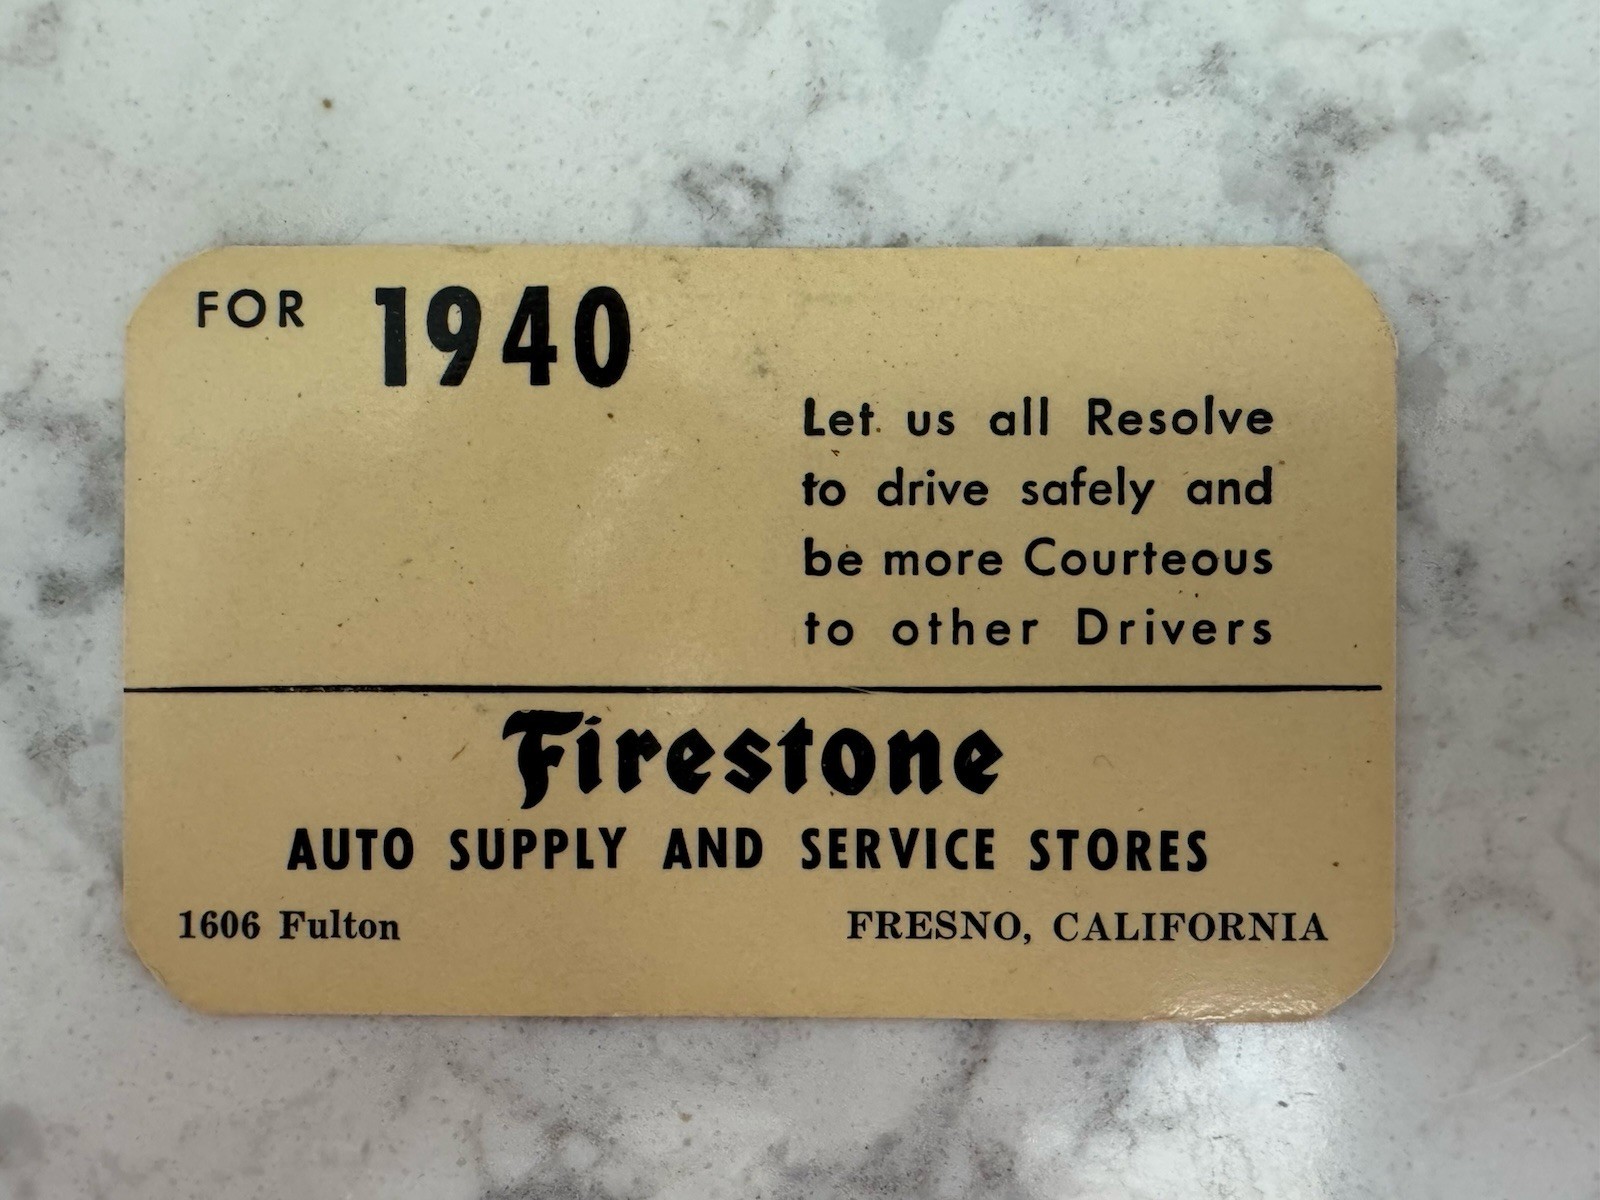 FOR 1940
Let us all Resolve
to drive safely and
be more Courteous
to other Drivers
Firestone
AUTO SUPPLY AND SERVICE STORES
1606 Fulton FRESNO, CALIFORNIA